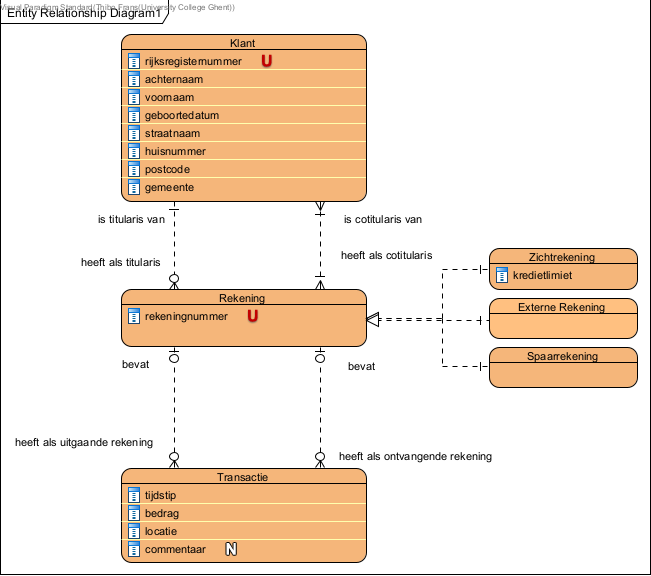 Visual Paradigm Standard(Thibo Frans(University College Ghent))
Entity Relationship Diagram1
Klant
rijksregisternummer U
achternaam
voornaam
geboortedatum
straatnaam
huisnummer
postcode
gemeente
is titularis van
is cotitularis van
heeft als titularis
heeft als cotitularis
Zichtrekening
kredietlimiet
Rekening
rekeningnummer U
Externe Rekening
Spaarrekening
bevat
bevat
heeft als uitgaande rekening
heeft als ontvangende rekening
Transactie
tijdstip
bedrag
locatie
commentaar N